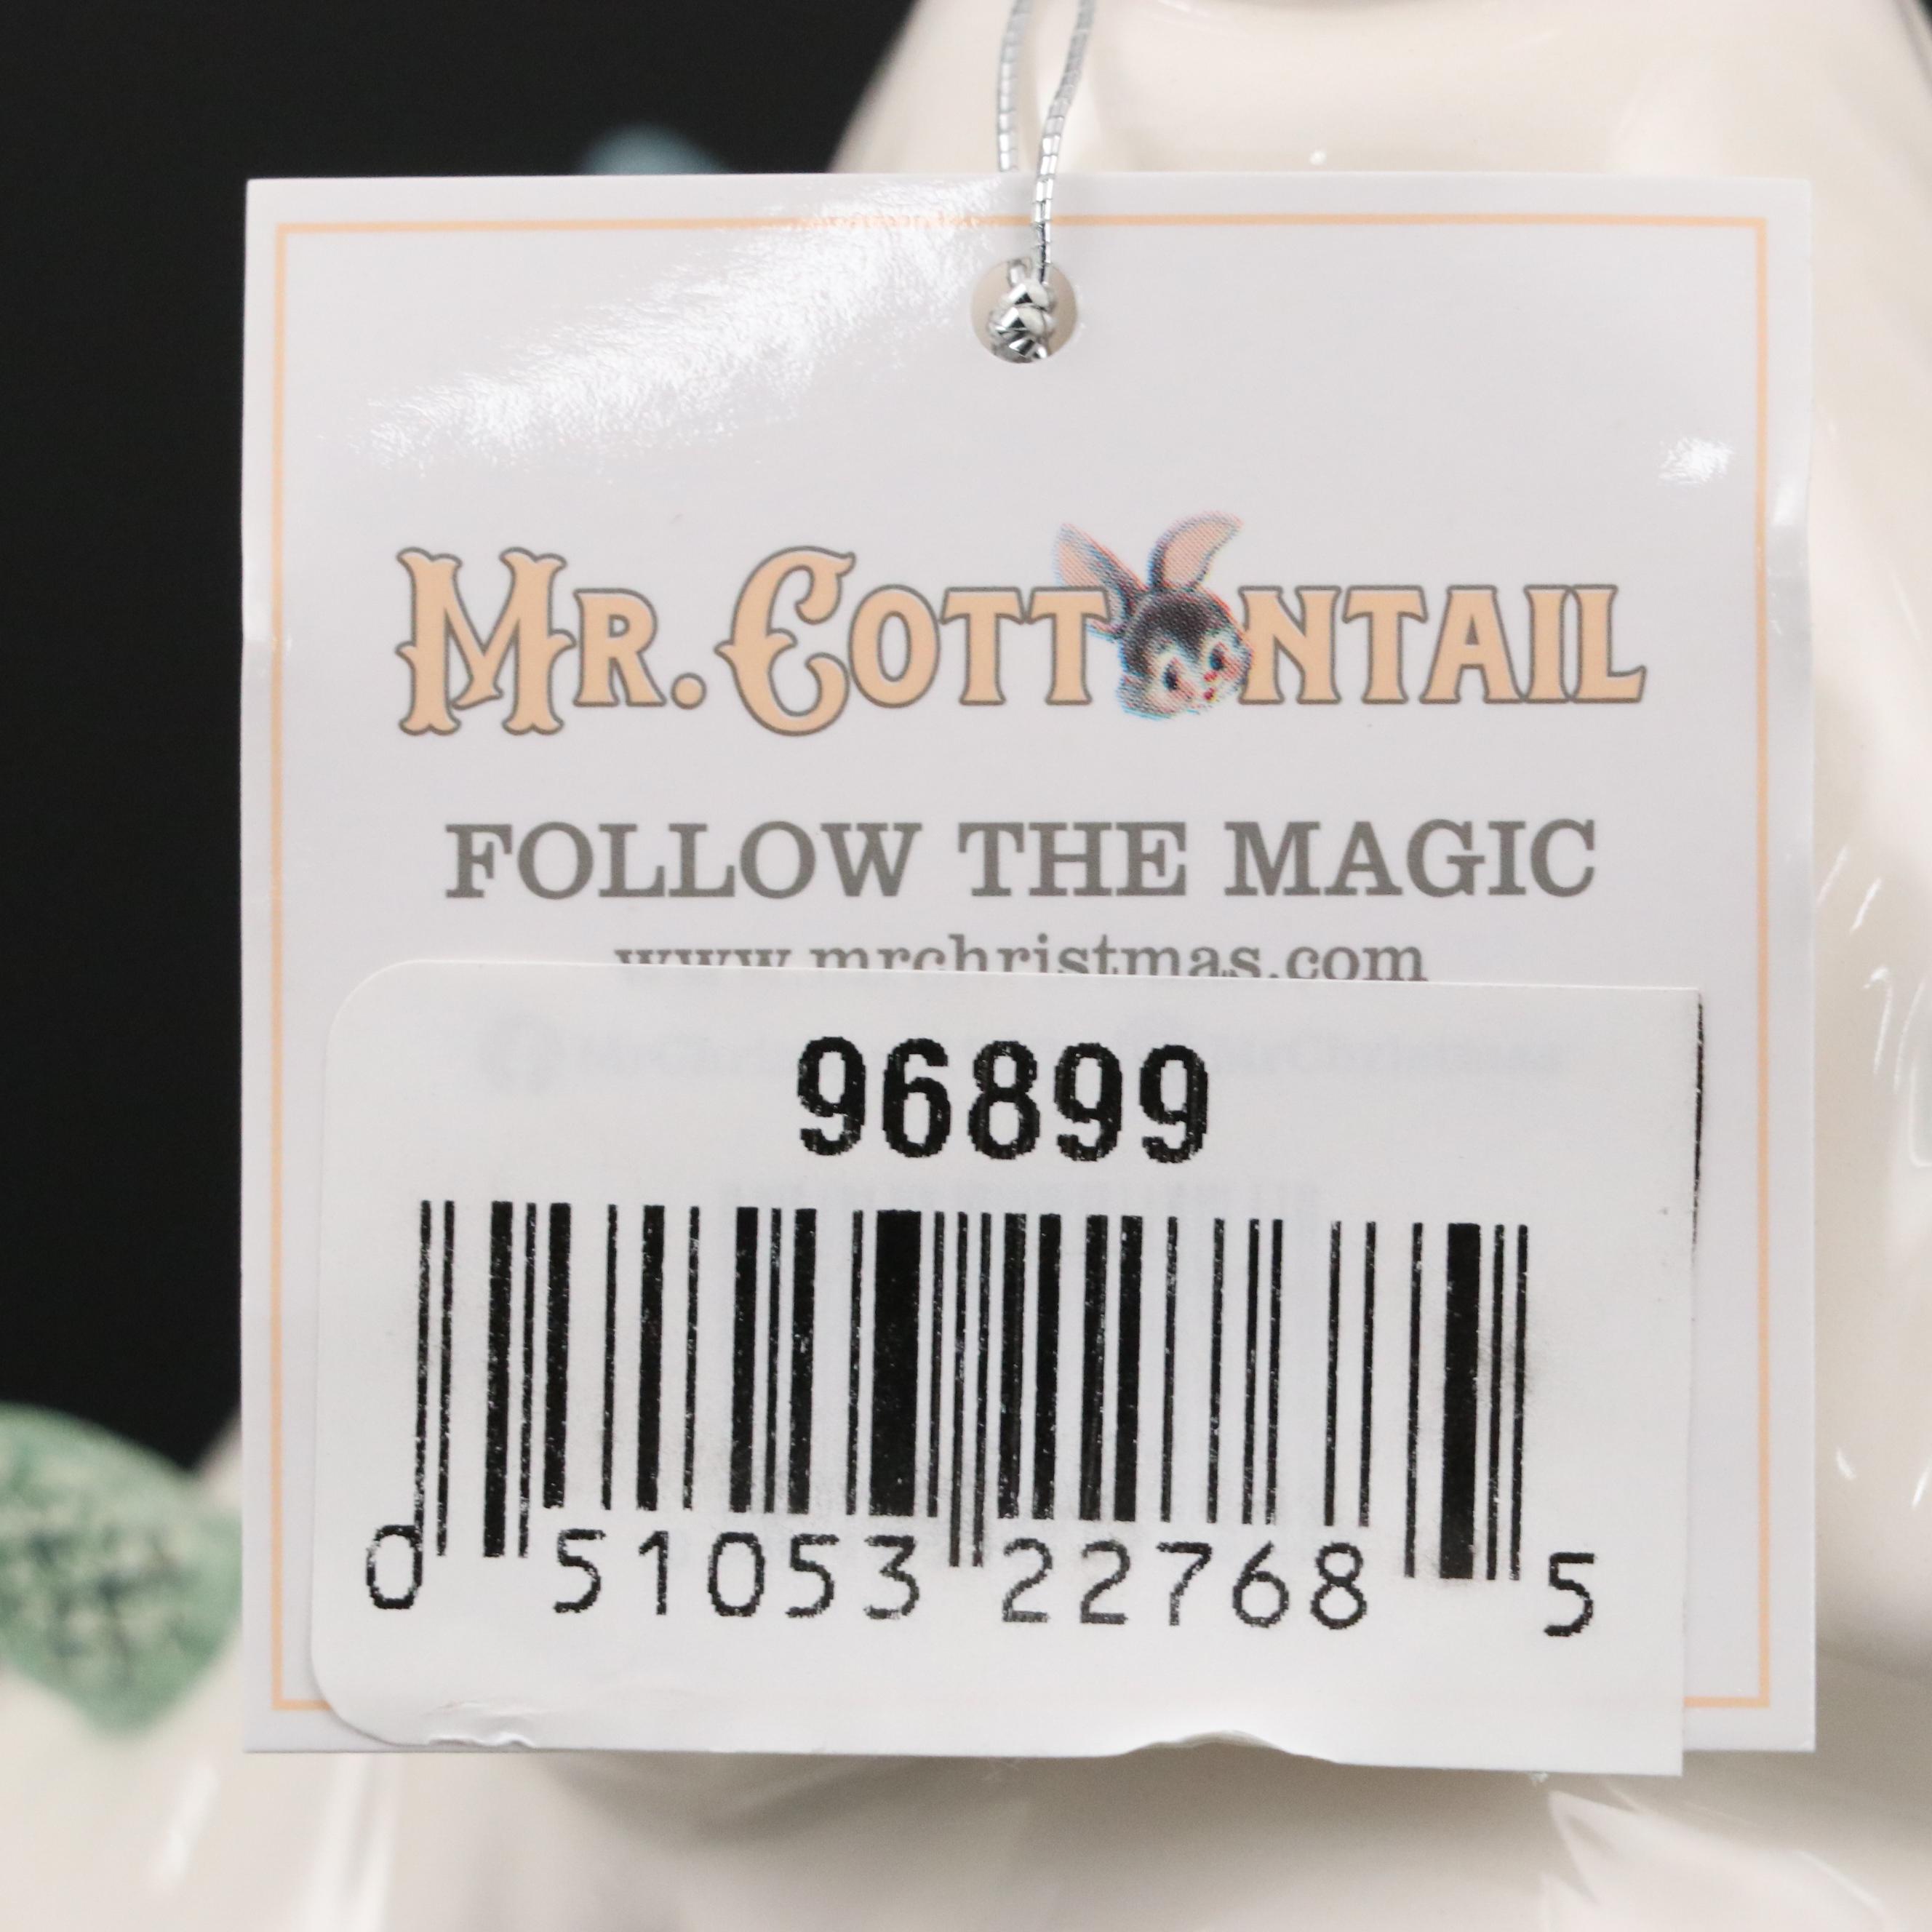 MR. COTTONTAIL
FOLLOW THE MAGIC
www.mrchristmas.com
96899
0 51053 22768 5